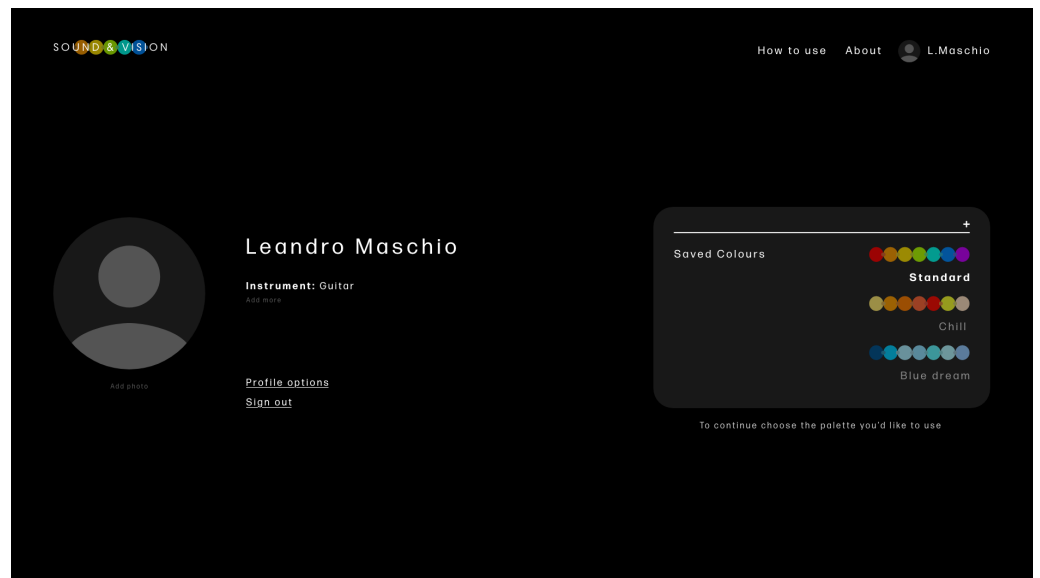 SOUND & VISION
How to use
About
L.Maschio
Leandro Maschio
Instrument: Guitar
Add more
Add photo
Profile options
Sign out
+
Saved Colours
Standard
Chill
Blue dream
To continue choose the palette you'd like to use